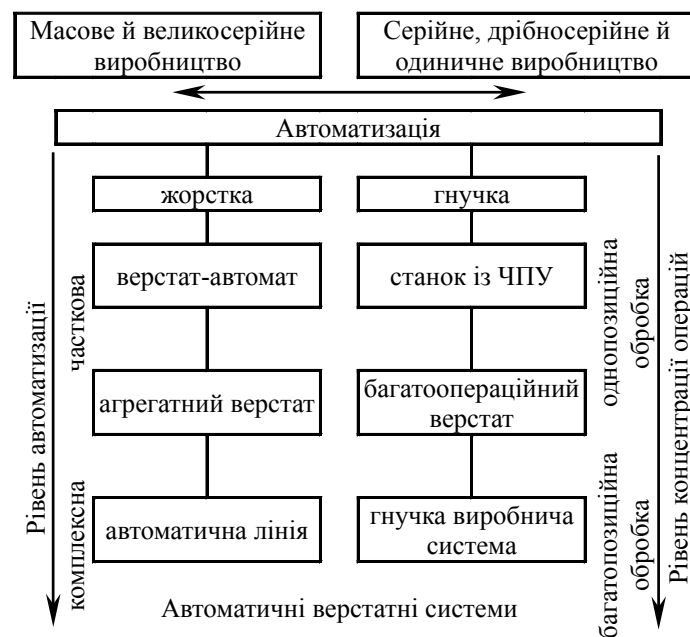 Масове й великосерійне
виробництво
Серійне, дрібносерійне й
одиничне виробництво
Автоматизація
жорстка
гнучка
верстат-автомат
станок із ЧПУ
агрегатний верстат
багатоопераційний
верстат
автоматична лінія
гнучка виробнича
система
Рівень автоматизації
часткова
комплексна
однопозиційна
обробка
багатопозиційна
обробка
Рівень концентрації операцій
Автоматичні верстатні системи